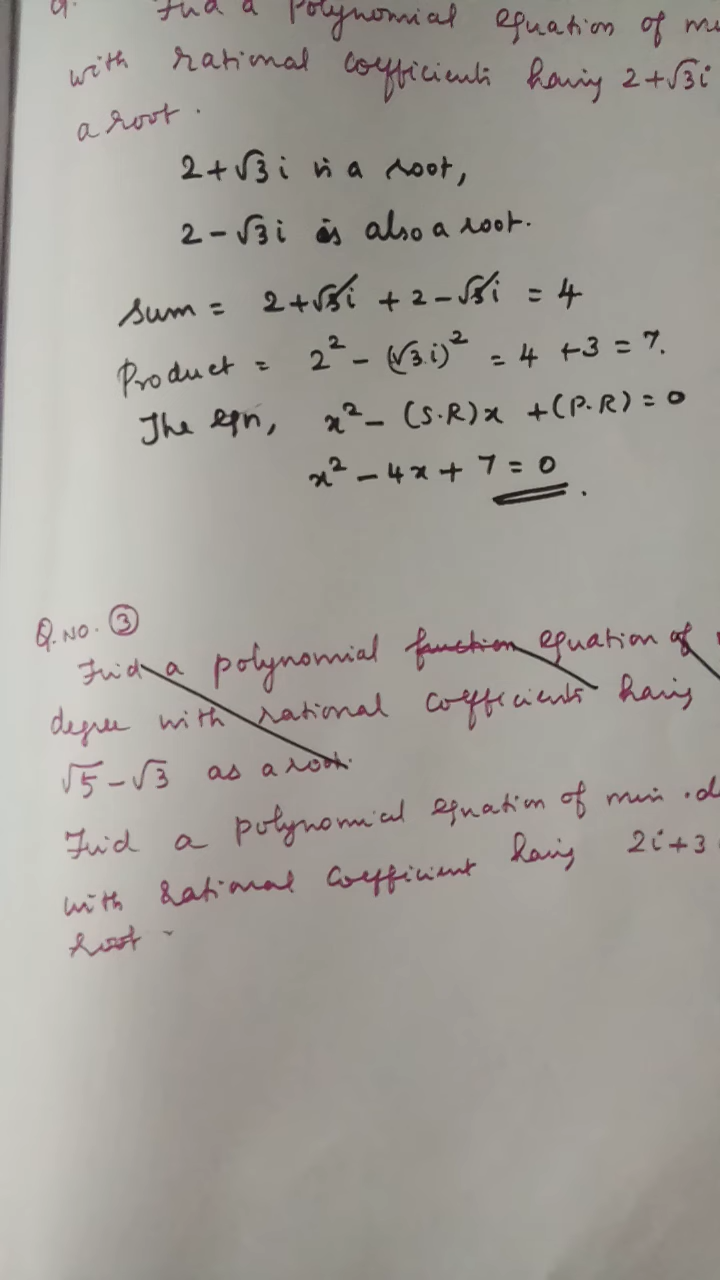 Find a polynomial equation of
with rational coefficients having 2+√3i
a root.
2+√3i is a root,
2-√3i is also a root.
Sum = 2+√3i + 2-√3i = 4
Product = 2² - (√3.i)² = 4 +3 = 7.
The eqn, x² - (S.R)x + (P.R) = 0
x² - 4x + 7 = 0.
Q.NO. ③
Find a polynomial function equation of
degree with rational coefficients having
√5-√3 as a root.
Find a polynomial equation of min .d
with rational coefficient having 2i+3
root.